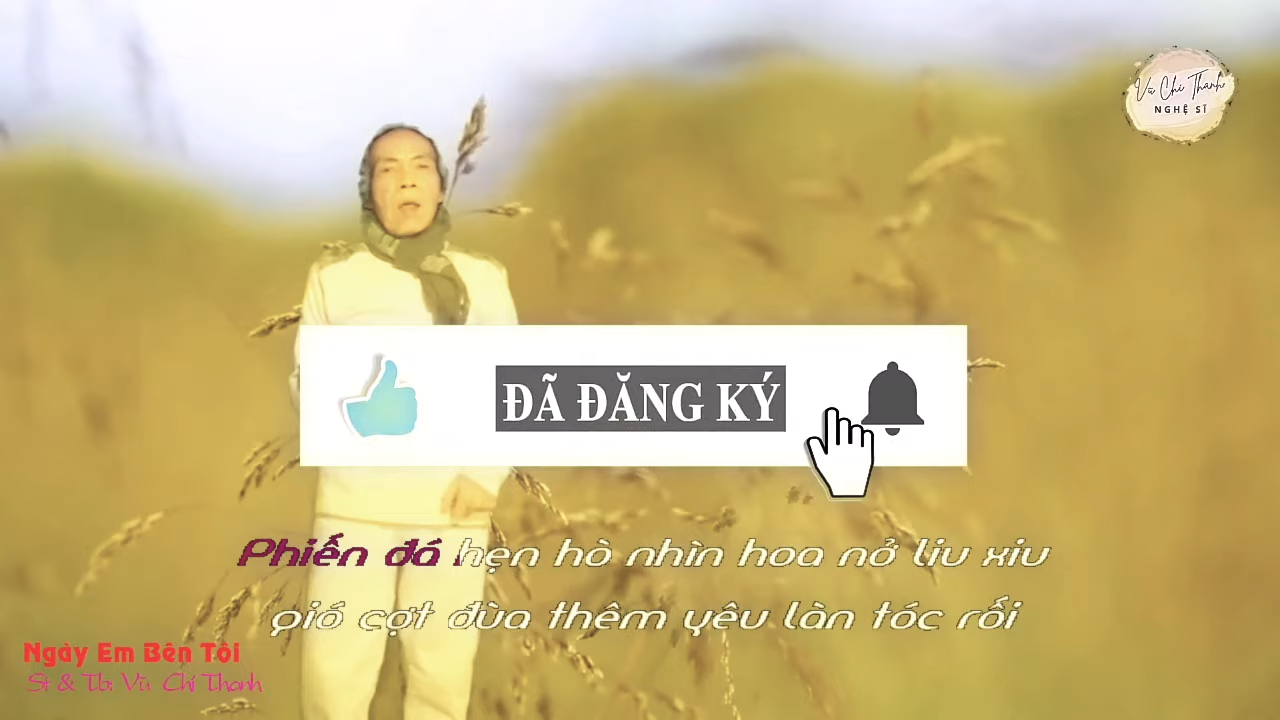 Vũ Chí Thanh
NGHỆ SĨ
ĐÃ ĐĂNG KÝ
Phiến đá hẹn hò nhìn hoa nở liu xiu
gió cợt đùa thêm yêu làn tóc rối
Ngày Em Bên Tôi
St & Tb: Vũ Chí Thanh